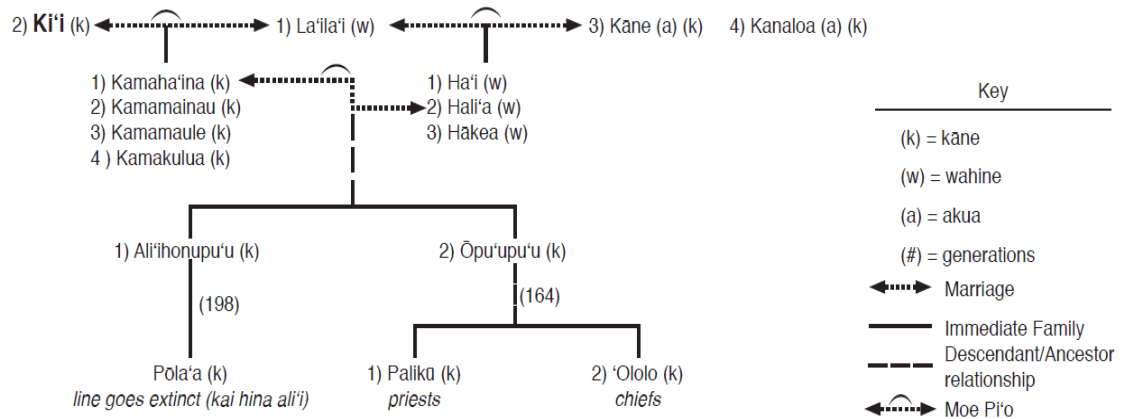 2) Ki‘i (k) 1) La‘ila‘i (w) 3) Kāne (a) (k) 4) Kanaloa (a) (k)
1) Kamaha‘ina (k)
2) Kamamainau (k)
3) Kamamaule (k)
4 ) Kamakulua (k)
1) Ha‘i (w)
2) Hali‘a (w)
3) Hākea (w)
1) Ali‘ihonupu‘u (k)
2) Ōpu‘upu‘u (k)
(198)
(164)
Pōla‘a (k)
line goes extinct (kai hina ali‘i)
1) Palikū (k)
priests
2) ‘Ololo (k)
chiefs
Key
(k) = kāne
(w) = wahine
(a) = akua
(#) = generations
Marriage
Immediate Family
Descendant/Ancestor
relationship
Moe Pi‘o